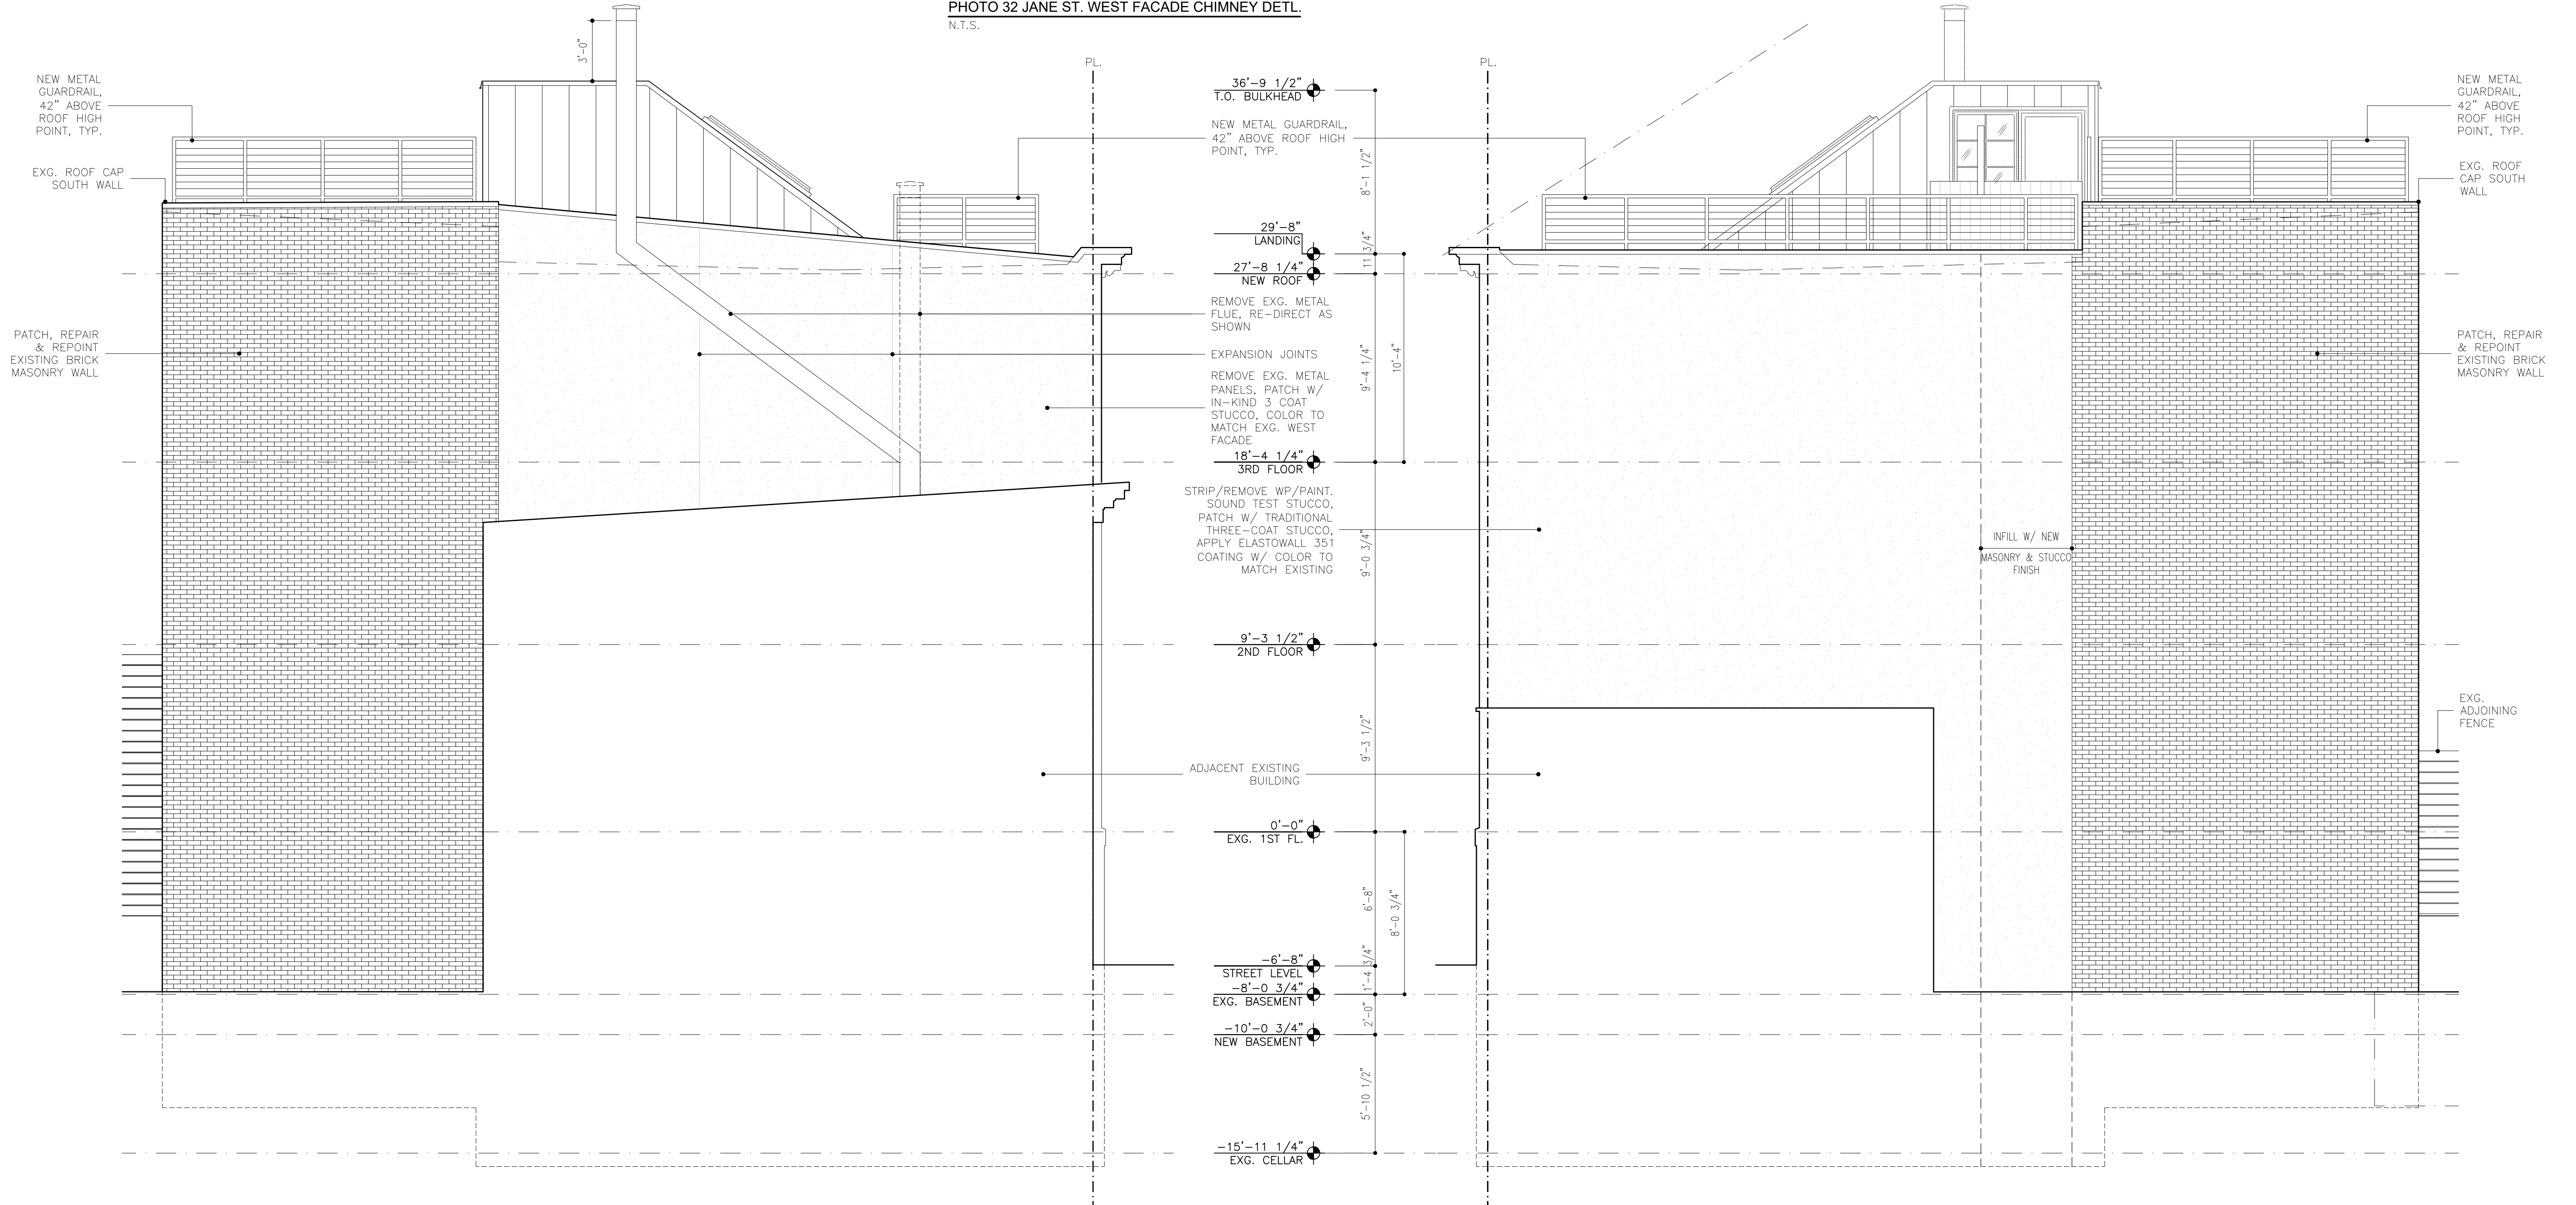 PHOTO 32 JANE ST. WEST FACADE CHIMNEY DETL.
N.T.S.
3'-0"
NEW METAL
GUARDRAIL,
42" ABOVE
ROOF HIGH
POINT, TYP.
EXG. ROOF CAP
SOUTH WALL
PATCH, REPAIR
& REPOINT
EXISTING BRICK
MASONRY WALL
PL.
36'-9 1/2"
T.O. BULKHEAD
NEW METAL GUARDRAIL,
42" ABOVE ROOF HIGH
POINT, TYP.
29'-8"
LANDING
27'-8 1/4"
NEW ROOF
REMOVE EXG. METAL
FLUE, RE-DIRECT AS
SHOWN
EXPANSION JOINTS
REMOVE EXG. METAL
PANELS, PATCH W/
IN-KIND 3 COAT
STUCCO, COLOR TO
MATCH EXG. WEST
FACADE
18'-4 1/4"
3RD FLOOR
STRIP/REMOVE WP/PAINT.
SOUND TEST STUCCO,
PATCH W/ TRADITIONAL
THREE-COAT STUCCO,
APPLY ELASTOWALL 351
COATING W/ COLOR TO
MATCH EXISTING
9'-3 1/2"
2ND FLOOR
ADJACENT EXISTING
BUILDING
0'-0"
EXG. 1ST FL.
-6'-8"
STREET LEVEL
-8'-0 3/4"
EXG. BASEMENT
-10'-0 3/4"
NEW BASEMENT
-15'-11 1/4"
EXG. CELLAR
8'-1 1/2"
11 3/4"
9'-4 1/4"
10'-4"
9'-0 3/4"
9'-3 1/2"
6'-8"
8'-0 3/4"
1'-4 3/4"
2'-0"
5'-10 1/2"
PL.
INFILL W/ NEW
MASONRY & STUCCO
FINISH
NEW METAL
GUARDRAIL,
42" ABOVE
ROOF HIGH
POINT, TYP.
EXG. ROOF
CAP SOUTH
WALL
PATCH, REPAIR
& REPOINT
EXISTING BRICK
MASONRY WALL
EXG.
ADJOINING
FENCE